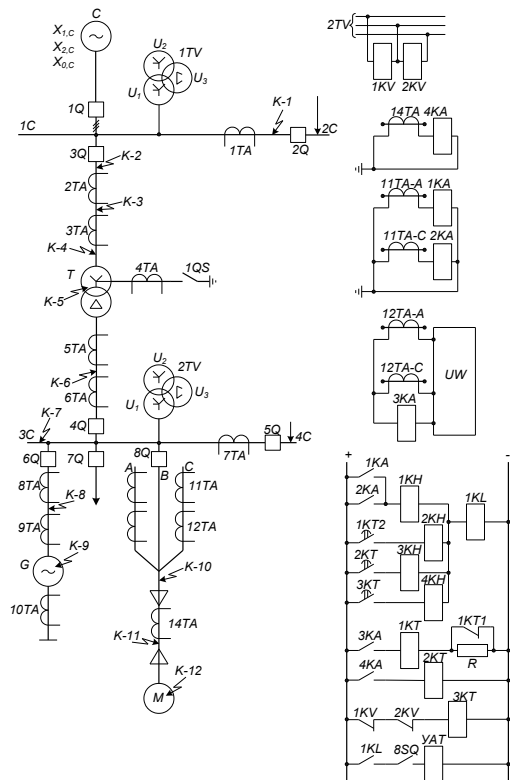 C
X1,C
X2,C
X0,C
U2
1TV
U1
U3
1Q
K-1
1C
2C
1TA
2Q
3Q
K-2
2TA
K-3
3TA
K-4
T
4TA
1QS
K-5
5TA
K-6
6TA
U2
2TV
U3
U1
K-7
4Q
5Q
3C
4C
7TA
6Q
7Q
8Q
A
B
C
8TA
11TA
K-8
9TA
12TA
K-9
G
K-10
10TA
14TA
K-11
K-12
M
2TV
1KV
2KV
14TA
4KA
11TA-A
1KA
11TA-C
2KA
12TA-A
12TA-C
UW
3KA
+
-
1KA
1KH
1KL
2KA
2KH
1KT2
3KH
2KT
4KH
3KT
1KT
1KT1
3KA
R
4KA
2KT
3KT
1KV
2KV
1KL
8SQ
УАТ